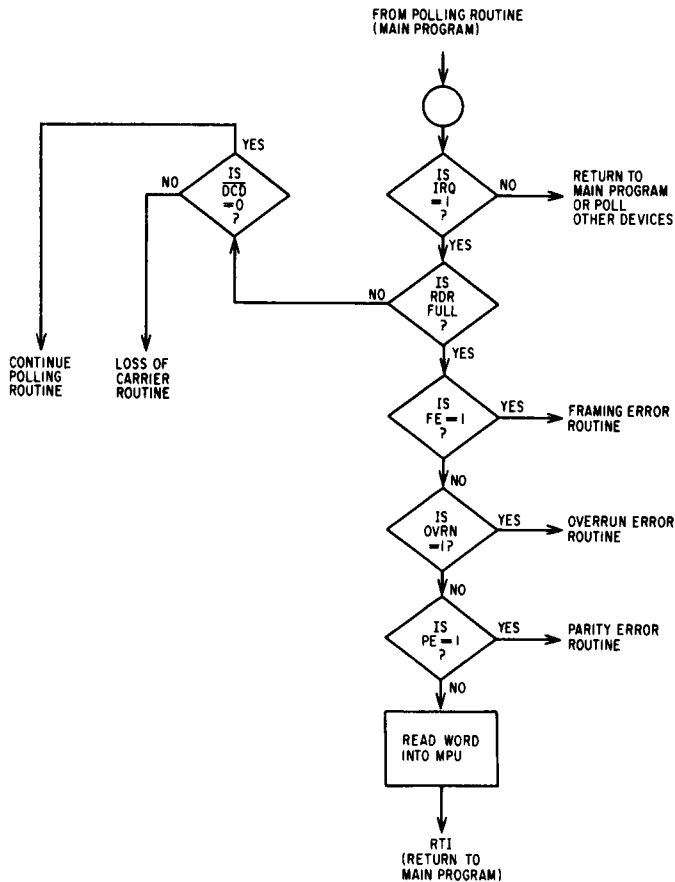 FROM POLLING ROUTINE
(MAIN PROGRAM)
IS
IRQ
=1
?
NO
RETURN TO
MAIN PROGRAM
OR POLL
OTHER DEVICES
YES
IS
RDR
FULL
?
NO
YES
IS
DCD
=0
?
YES
NO
CONTINUE
POLLING
ROUTINE
LOSS OF
CARRIER
ROUTINE
IS
FE=1
?
YES
FRAMING ERROR
ROUTINE
NO
IS
OVRN
=1?
YES
OVERRUN ERROR
ROUTINE
NO
IS
PE=1
?
YES
PARITY ERROR
ROUTINE
NO
READ WORD
INTO MPU
RTI
(RETURN TO
MAIN PROGRAM)